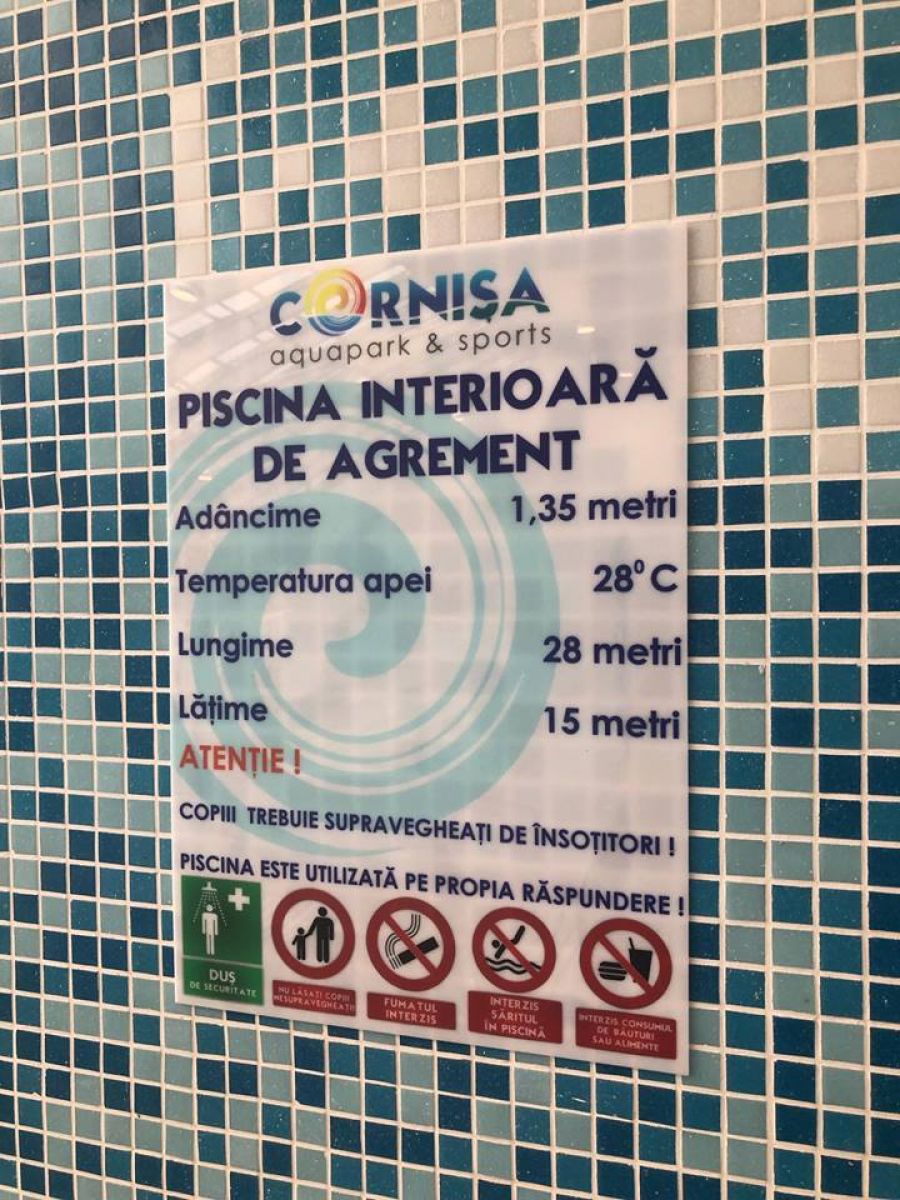 CORNIȘA
aquapark & sports
PISCINA INTERIOARĂ
DE AGREMENT
Adâncime 1,35 metri
Temperatura apei 28⁰ C
Lungime 28 metri
Lățime 15 metri
ATENȚIE !
COPIII TREBUIE SUPRAVEGHEAȚI DE ÎNSOȚITORI !
PISCINA ESTE UTILIZATĂ PE PROPIA RĂSPUNDERE !
DUȘ
DE SECURITATE
NU LĂSAȚI COPIII
NESUPRAVEGHEAȚI!
FUMATUL
INTERZIS
INTERZIS
SĂRITUL
ÎN PISCINĂ
INTERZIS CONSUMUL
DE BĂUTURI
SAU ALIMENTE